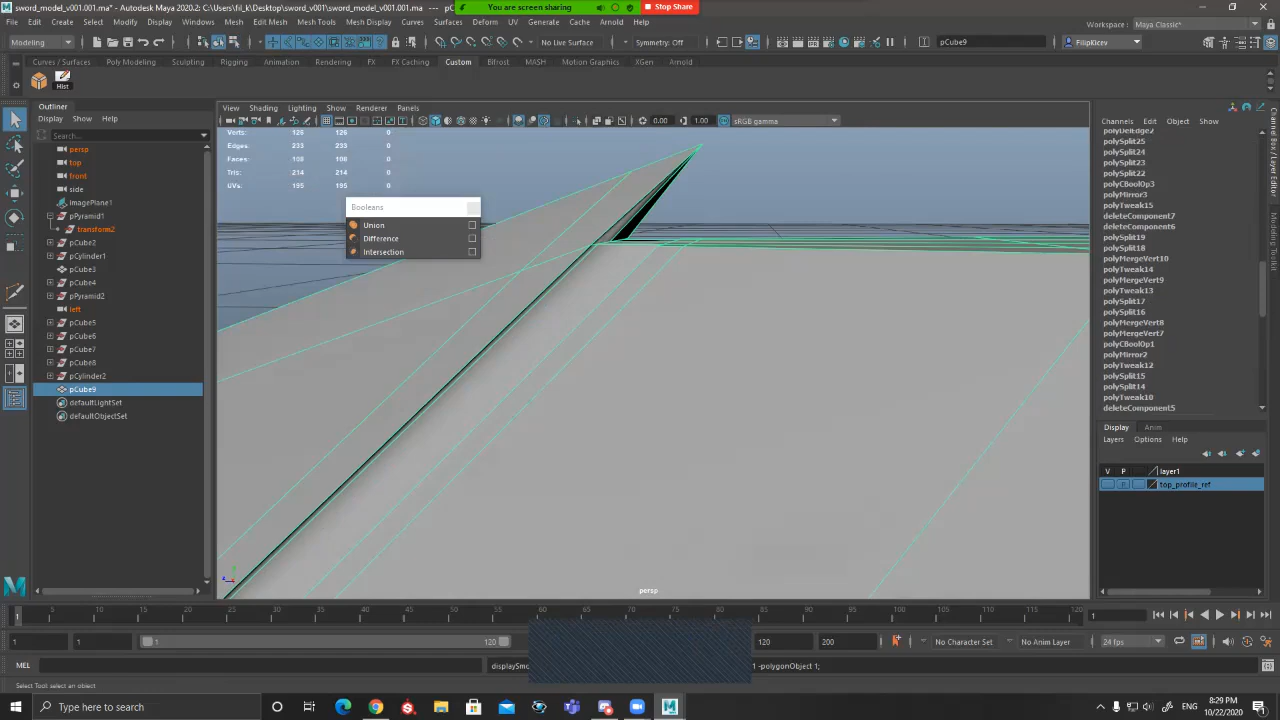 sword_model_v001.001.ma* - Autodesk Maya 2020.2: c:\Users\fil_k\Desktop\sword_v001\sword_model_v001.001.ma --- pC
You are screen sharing
Stop Share
File Edit Create Select Modify Display Windows Mesh Edit Mesh Mesh Tools Mesh Display Curves Surfaces Deform UV Generate Cache Arnold Help
Workspace : Maya Classic*
Modeling
No Live Surface
Symmetry: Off
pCube9
FilipKicev
Curves / Surfaces Poly Modeling Sculpting Rigging Animation Rendering FX FX Caching Custom Bifrost MASH Motion Graphics XGen Arnold
Hist
Outliner
Display Show Help
Search...
persp
top
front
side
imagePlane1
pPyramid1
transform2
pCube2
pCylinder1
pCube3
pCube4
pPyramid2
left
pCube5
pCube6
pCube7
pCube8
pCylinder2
pCube9
defaultLightSet
defaultObjectSet
View Shading Lighting Show Renderer Panels
0.00
1.00
sRGB gamma
Verts: 126 126 0
Edges: 233 233 0
Faces: 108 108 0
Tris: 214 214 0
UVs: 195 195 0
Booleans
Union
Difference
Intersection
persp
Channels Edit Object Show
polySplit25
polySplit24
polySplit23
polySplit22
polyCBoolOp3
polyMirror3
polyTweak15
deleteComponent7
deleteComponent6
polySplit19
polySplit18
polyMergeVert10
polyTweak14
polyMergeVert9
polyTweak13
polySplit17
polySplit16
polyMergeVert8
polyMergeVert7
polyCBoolOp1
polyMirror2
polyTweak12
polySplit15
polySplit14
polyTweak10
deleteComponent5
Channel Box / Layer Editor
Modeling Toolkit
Display Anim
Layers Options Help
V P layer1
top_profile_ref
1 5 10 15 20 25 30 35 40 45 50 55 60 65 70 75 80 85 90 95 100 105 110 115 120
1
1
1
1
120
120
200
No Character Set
No Anim Layer
24 fps
MEL
displaySmo
1 -polygonObject 1;
Select Tool: select an object
Type here to search
ENG
8:29 PM
10/22/2020